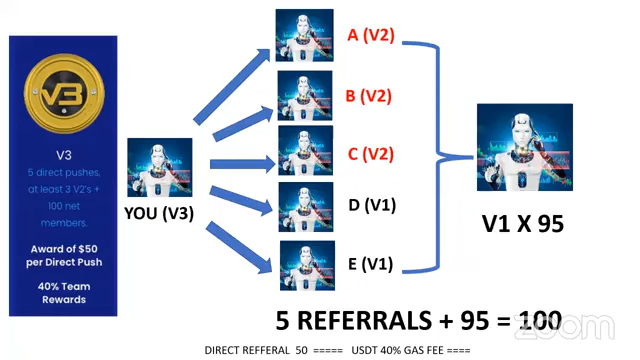 V3
V3
5 direct pushes,
at least 3 V2's +
100 net
members.
Award of $50
per Direct Push
40% Team
Rewards
YOU (V3)
A (V2)
B (V2)
C (V2)
D (V1)
E (V1)
V1 X 95
5 REFERRALS + 95 = 100
zoom
DIRECT REFFERAL 50 ===== USDT 40% GAS FEE ====